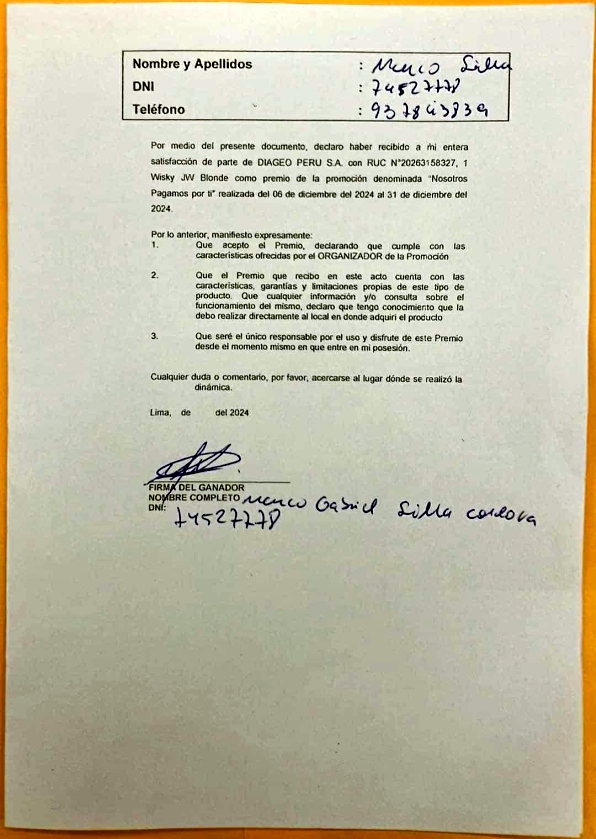 Nombre y Apellidos : Marco Silla
DNI : 74527778
Teléfono : 937843839
Por medio del presente documento, declaro haber recibido a mi entera
satisfacción de parte de DIAGEO PERU S.A. con RUC N°20263158327, 1
Wisky JW Blonde como premio de la promoción denominada "Nosotros
Pagamos por ti" realizada del 06 de diciembre del 2024 al 31 de diciembre del
2024.
Por lo anterior, manifiesto expresamente:
1. Que acepto el Premio, declarando que cumple con las
características ofrecidas por el ORGANIZADOR de la Promoción
2. Que el Premio que recibo en este acto cuenta con las
características, garantías y limitaciones propias de este tipo de
producto. Que cualquier información y/o consulta sobre el
funcionamiento del mismo, declaro que tengo conocimiento que la
debo realizar directamente al local en donde adquirí el producto
3. Que seré el único responsable por el uso y disfrute de este Premio
desde el momento mismo en que entre en mi posesión.
Cualquier duda o comentario, por favor, acercarse al lugar dónde se realizó la
dinámica.
Lima, de del 2024
FIRMA DEL GANADOR
NOMBRE COMPLETO Marco Gabriel Silla cordova
DNI: 74527778